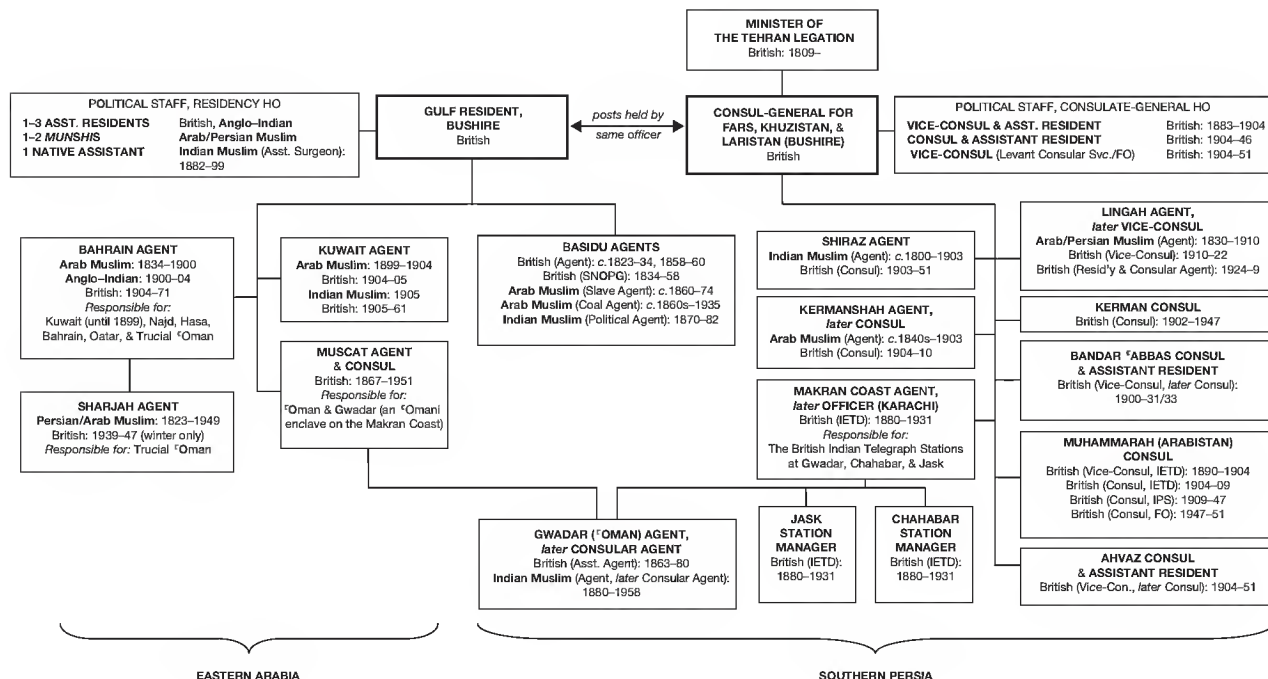 MINISTER OF
THE TEHRAN LEGATION
British: 1809–
POLITICAL STAFF, RESIDENCY HQ
1–3 ASST. RESIDENTS British, Anglo–Indian
1–2 MUNSHIS Arab/Persian Muslim
1 NATIVE ASSISTANT Indian Muslim (Asst. Surgeon):
1882–99
GULF RESIDENT,
BUSHIRE
British
posts held by
same officer
CONSUL-GENERAL FOR
FARS, KHUZISTAN, &
LARISTAN (BUSHIRE)
British
POLITICAL STAFF, CONSULATE-GENERAL HQ
VICE-CONSUL & ASST. RESIDENT British: 1883-1904
CONSUL & ASSISTANT RESIDENT British: 1904-46
VICE-CONSUL (Levant Consular Svc./FO) British: 1904-51
BAHRAIN AGENT
Arab Muslim: 1834–1900
Anglo–Indian: 1900-04
British: 1904–71
Responsible for:
Kuwait (until 1899), Najd, Hasa,
Bahrain, Qatar, & Trucial ʿOman
SHARJAH AGENT
Persian/Arab Muslim: 1823–1949
British: 1939–47 (winter only)
Responsible for: Trucial ʿOman
KUWAIT AGENT
Arab Muslim: 1899–1904
British: 1904–05
Indian Muslim: 1905
British: 1905–61
MUSCAT AGENT
& CONSUL
British: 1867–1951
Responsible for:
ʿOman & Gwadar (an ʿOmani
enclave on the Makran Coast)
BASIDU AGENTS
British (Agent): c.1823–34, 1858–60
British (SNOPG): 1834–58
Arab Muslim (Slave Agent): c.1860–74
Arab Muslim (Coal Agent): c.1860s–1935
Indian Muslim (Political Agent): 1870–82
SHIRAZ AGENT
Indian Muslim (Agent): c.1800–1903
British (Consul): 1903–51
KERMANSHAH AGENT,
later CONSUL
Arab Muslim (Agent): c.1840s–1903
British (Consul): 1904–10
MAKRAN COAST AGENT,
later OFFICER (KARACHI)
British (IETD): 1880–1931
Responsible for:
The British Indian Telegraph Stations
at Gwadar, Chahabar, & Jask
GWADAR (ʿOMAN) AGENT,
later CONSULAR AGENT
British (Asst. Agent): 1863–80
Indian Muslim (Agent, later Consular Agent):
1880–1958
JASK
STATION
MANAGER
British (IETD):
1880–1931
CHAHABAR
STATION
MANAGER
British (IETD):
1880–1931
LINGAH AGENT,
later VICE-CONSUL
Arab/Persian Muslim (Agent): 1830-1910
British (Vice-Consul): 1910–22
British (Resid'y & Consular Agent): 1924-9
KERMAN CONSUL
British (Consul): 1902–1947
BANDAR ʿABBAS CONSUL
& ASSISTANT RESIDENT
British (Vice-Consul, later Consul):
1900–31/33
MUHAMMARAH (ARABISTAN)
CONSUL
British (Vice-Consul, IETD): 1890–1904
British (Consul, IETD): 1904–09
British (Consul, IPS): 1909–47
British (Consul, FO): 1947–51
AHVAZ CONSUL
& ASSISTANT RESIDENT
British (Vice-Con., later Consul): 1904–51
EASTERN ARABIA
SOUTHERN PERSIA